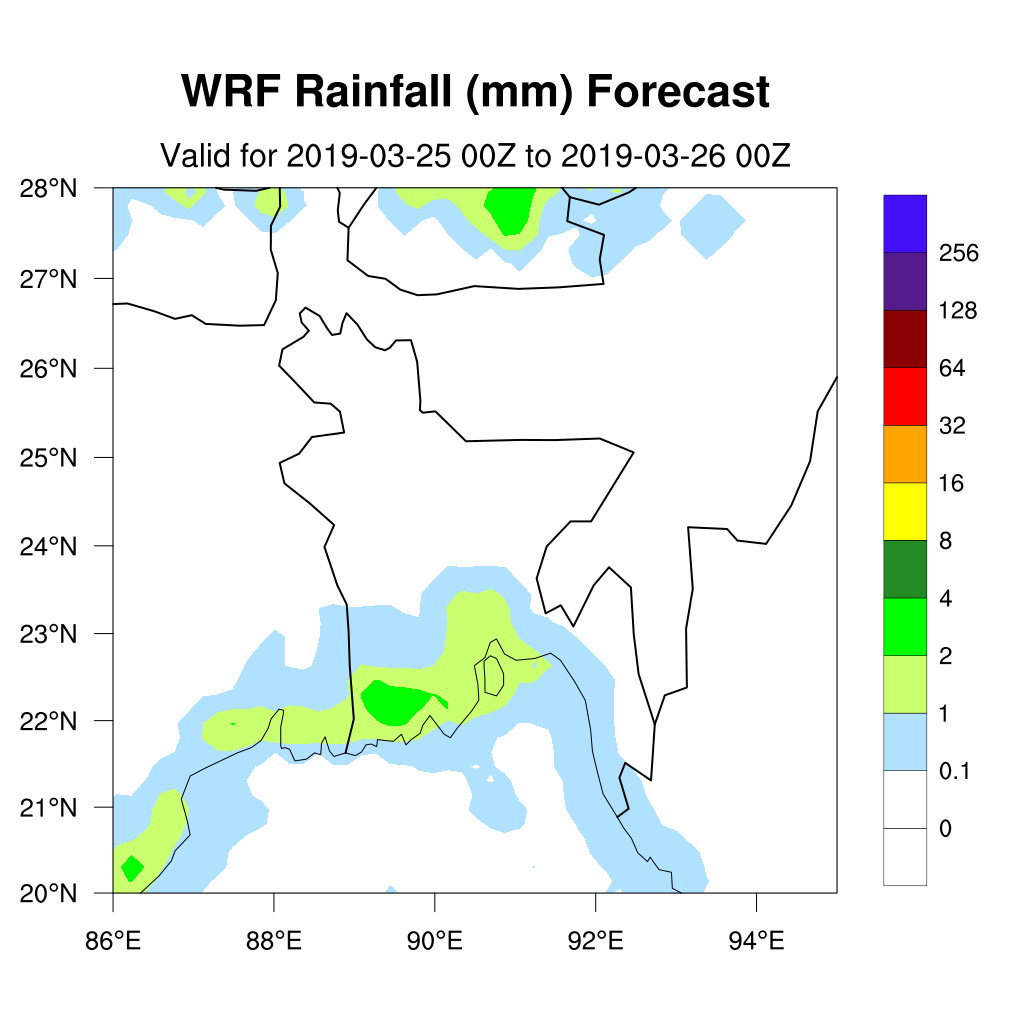 WRF Rainfall (mm) Forecast
Valid for 2019-03-25 00Z to 2019-03-26 00Z
28°N
27°N
26°N
25°N
24°N
23°N
22°N
21°N
20°N
86°E 88°E 90°E 92°E 94°E
256
128
64
32
16
8
4
2
1
0.1
0